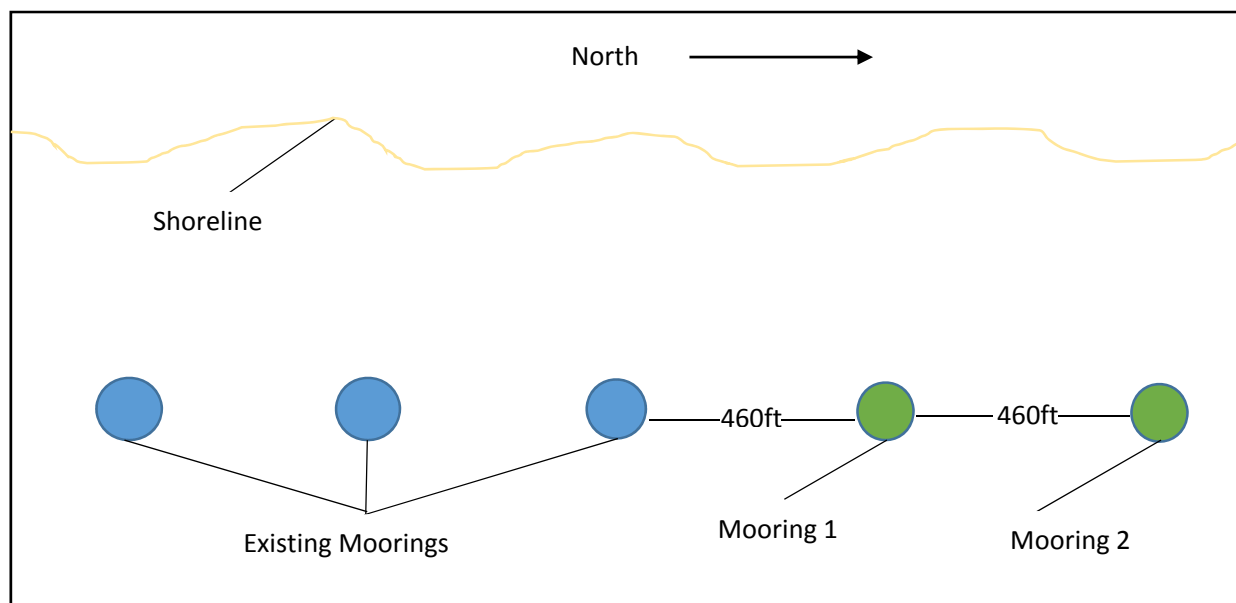 North
Shoreline
460ft
460ft
Existing Moorings
Mooring 1
Mooring 2